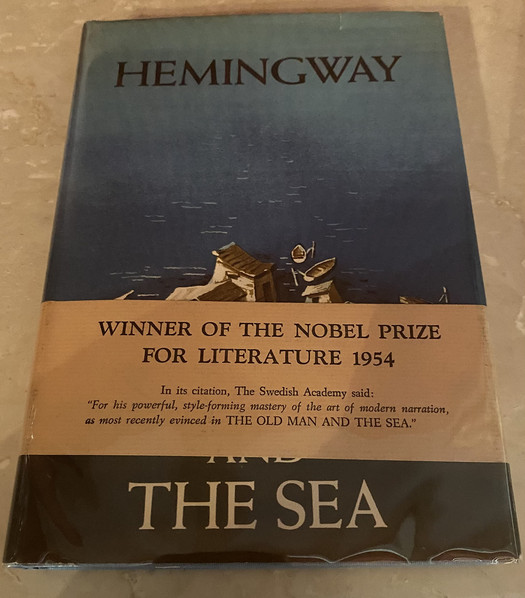 HEMINGWAY
WINNER OF THE NOBEL PRIZE
FOR LITERATURE 1954
In its citation, The Swedish Academy said:
"For his powerful, style-forming mastery of the art of modern narration,
as most recently evinced in THE OLD MAN AND THE SEA."
AND
THE SEA